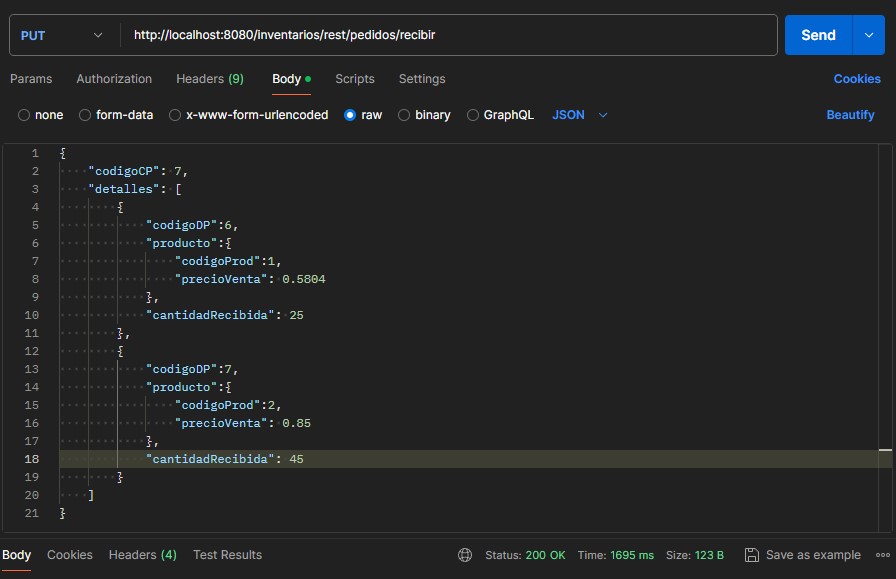 PUT http://localhost:8080/inventarios/rest/pedidos/recibir Send
Params Authorization Headers (9) Body Scripts Settings Cookies
none form-data x-www-form-urlencoded raw binary GraphQL JSON Beautify
1 {
2 "codigoCP": 7,
3 "detalles": [
4 {
5 "codigoDP":6,
6 "producto":{
7 "codigoProd":1,
8 "precioVenta": 0.5804
9 },
10 "cantidadRecibida": 25
11 },
12 {
13 "codigoDP":7,
14 "producto":{
15 "codigoProd":2,
16 "precioVenta": 0.85
17 },
18 "cantidadRecibida": 45
19 }
20 ]
21 }
Body Cookies Headers (4) Test Results Status: 200 OK Time: 1695 ms Size: 123 B Save as example